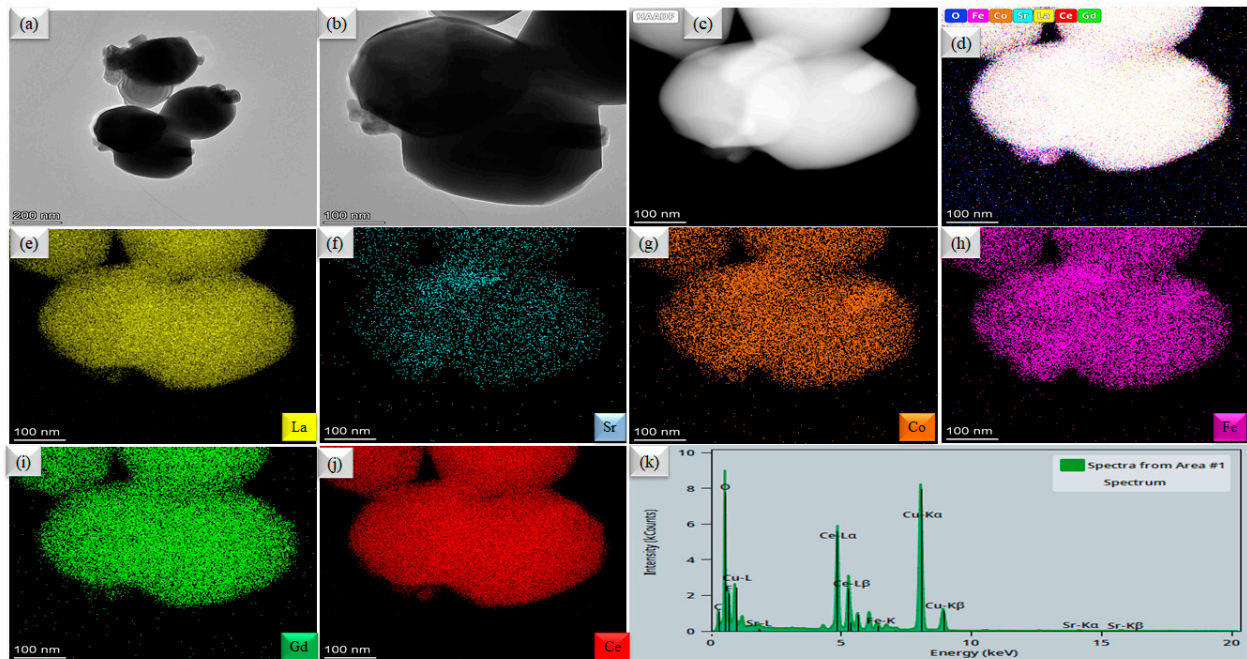 (a)
200 nm
(b)
100 nm
HAADF
(c)
100 nm
O Fe Co Sr La Ce Gd
(d)
100 nm
(e)
100 nm
La
(f)
100 nm
Sr
(g)
100 nm
Co
(h)
100 nm
Fe
(i)
100 nm
Gd
(j)
100 nm
Ce
(k)
Intensity (kCounts)
10
8
6
4
2
0
O
C
Cu-L
Sr-L
Ce-Lα
Ce-Lβ
Fe-K
Cu-Kα
Cu-Kβ
Sr-Kα
Sr-Kβ
Spectra from Area #1
Spectrum
0 5 10 15 20
Energy (keV)